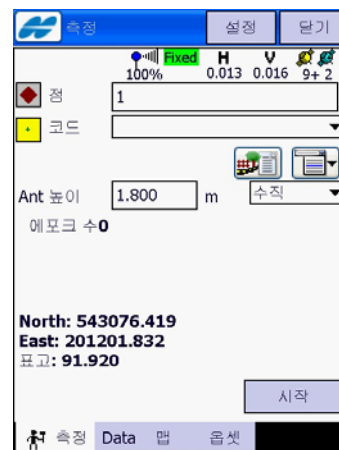 측정 설정 닫기
Fixed H V
100% 0.013 0.016 9+ 2
점 1
코드
Ant 높이 1.800 m 수직
에포크 수0
North: 543076.419
East: 201201.832
표고: 91.920
시작
측정 Data 맵 옵셋